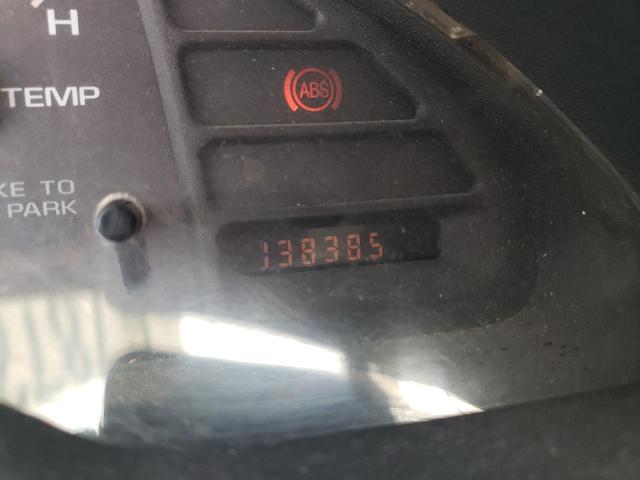 H
ABS
TEMP
KE TO
PARK
138385